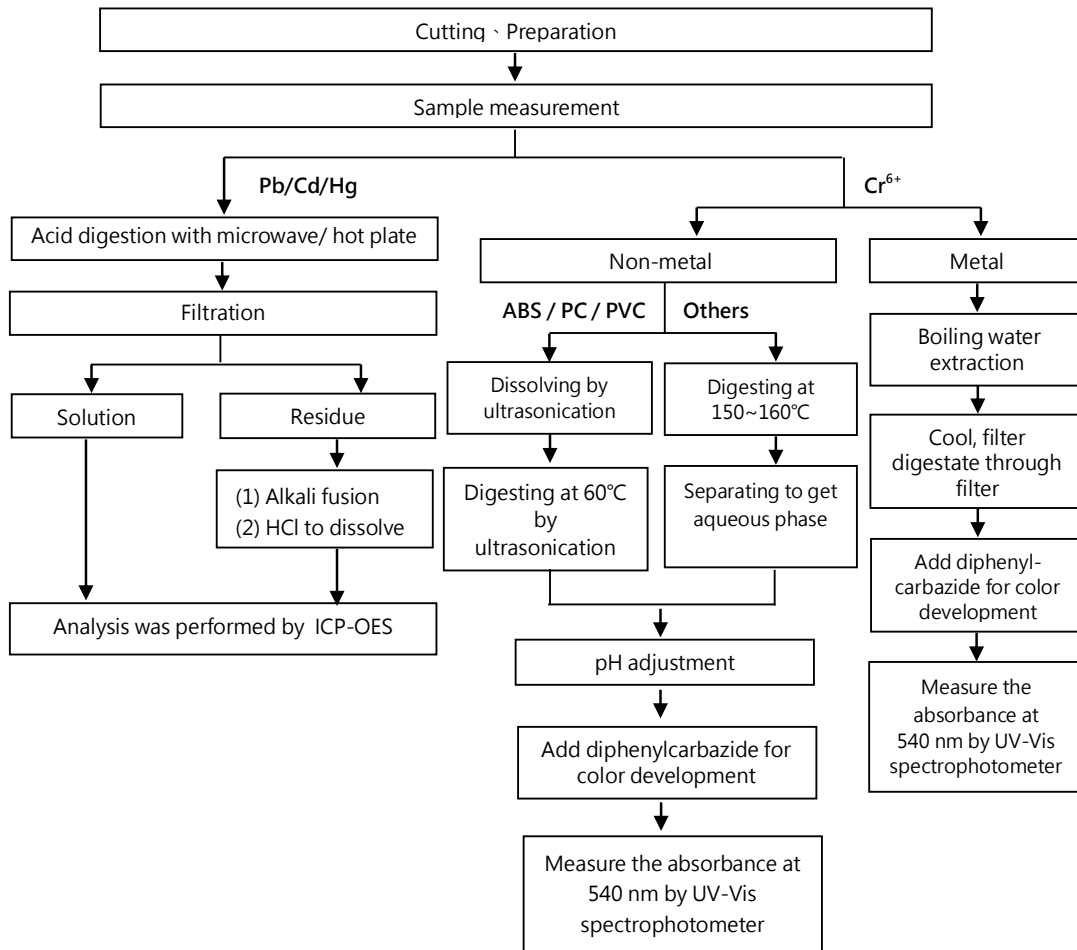 Cutting、Preparation
Sample measurement
Pb/Cd/Hg
Cr⁶⁺
Acid digestion with microwave/ hot plate
Filtration
Solution
Residue
(1) Alkali fusion
(2) HCl to dissolve
Analysis was performed by ICP-OES
Non-metal
ABS / PC / PVC
Others
Dissolving by
ultrasonication
Digesting at
150~160℃
Digesting at 60℃
by
ultrasonication
Separating to get
aqueous phase
pH adjustment
Add diphenylcarbazide for
color development
Measure the absorbance at
540 nm by UV-Vis
spectrophotometer
Metal
Boiling water
extraction
Cool, filter
digestate through
filter
Add diphenyl-
carbazide for color
development
Measure the
absorbance at
540 nm by UV-Vis
spectrophotometer